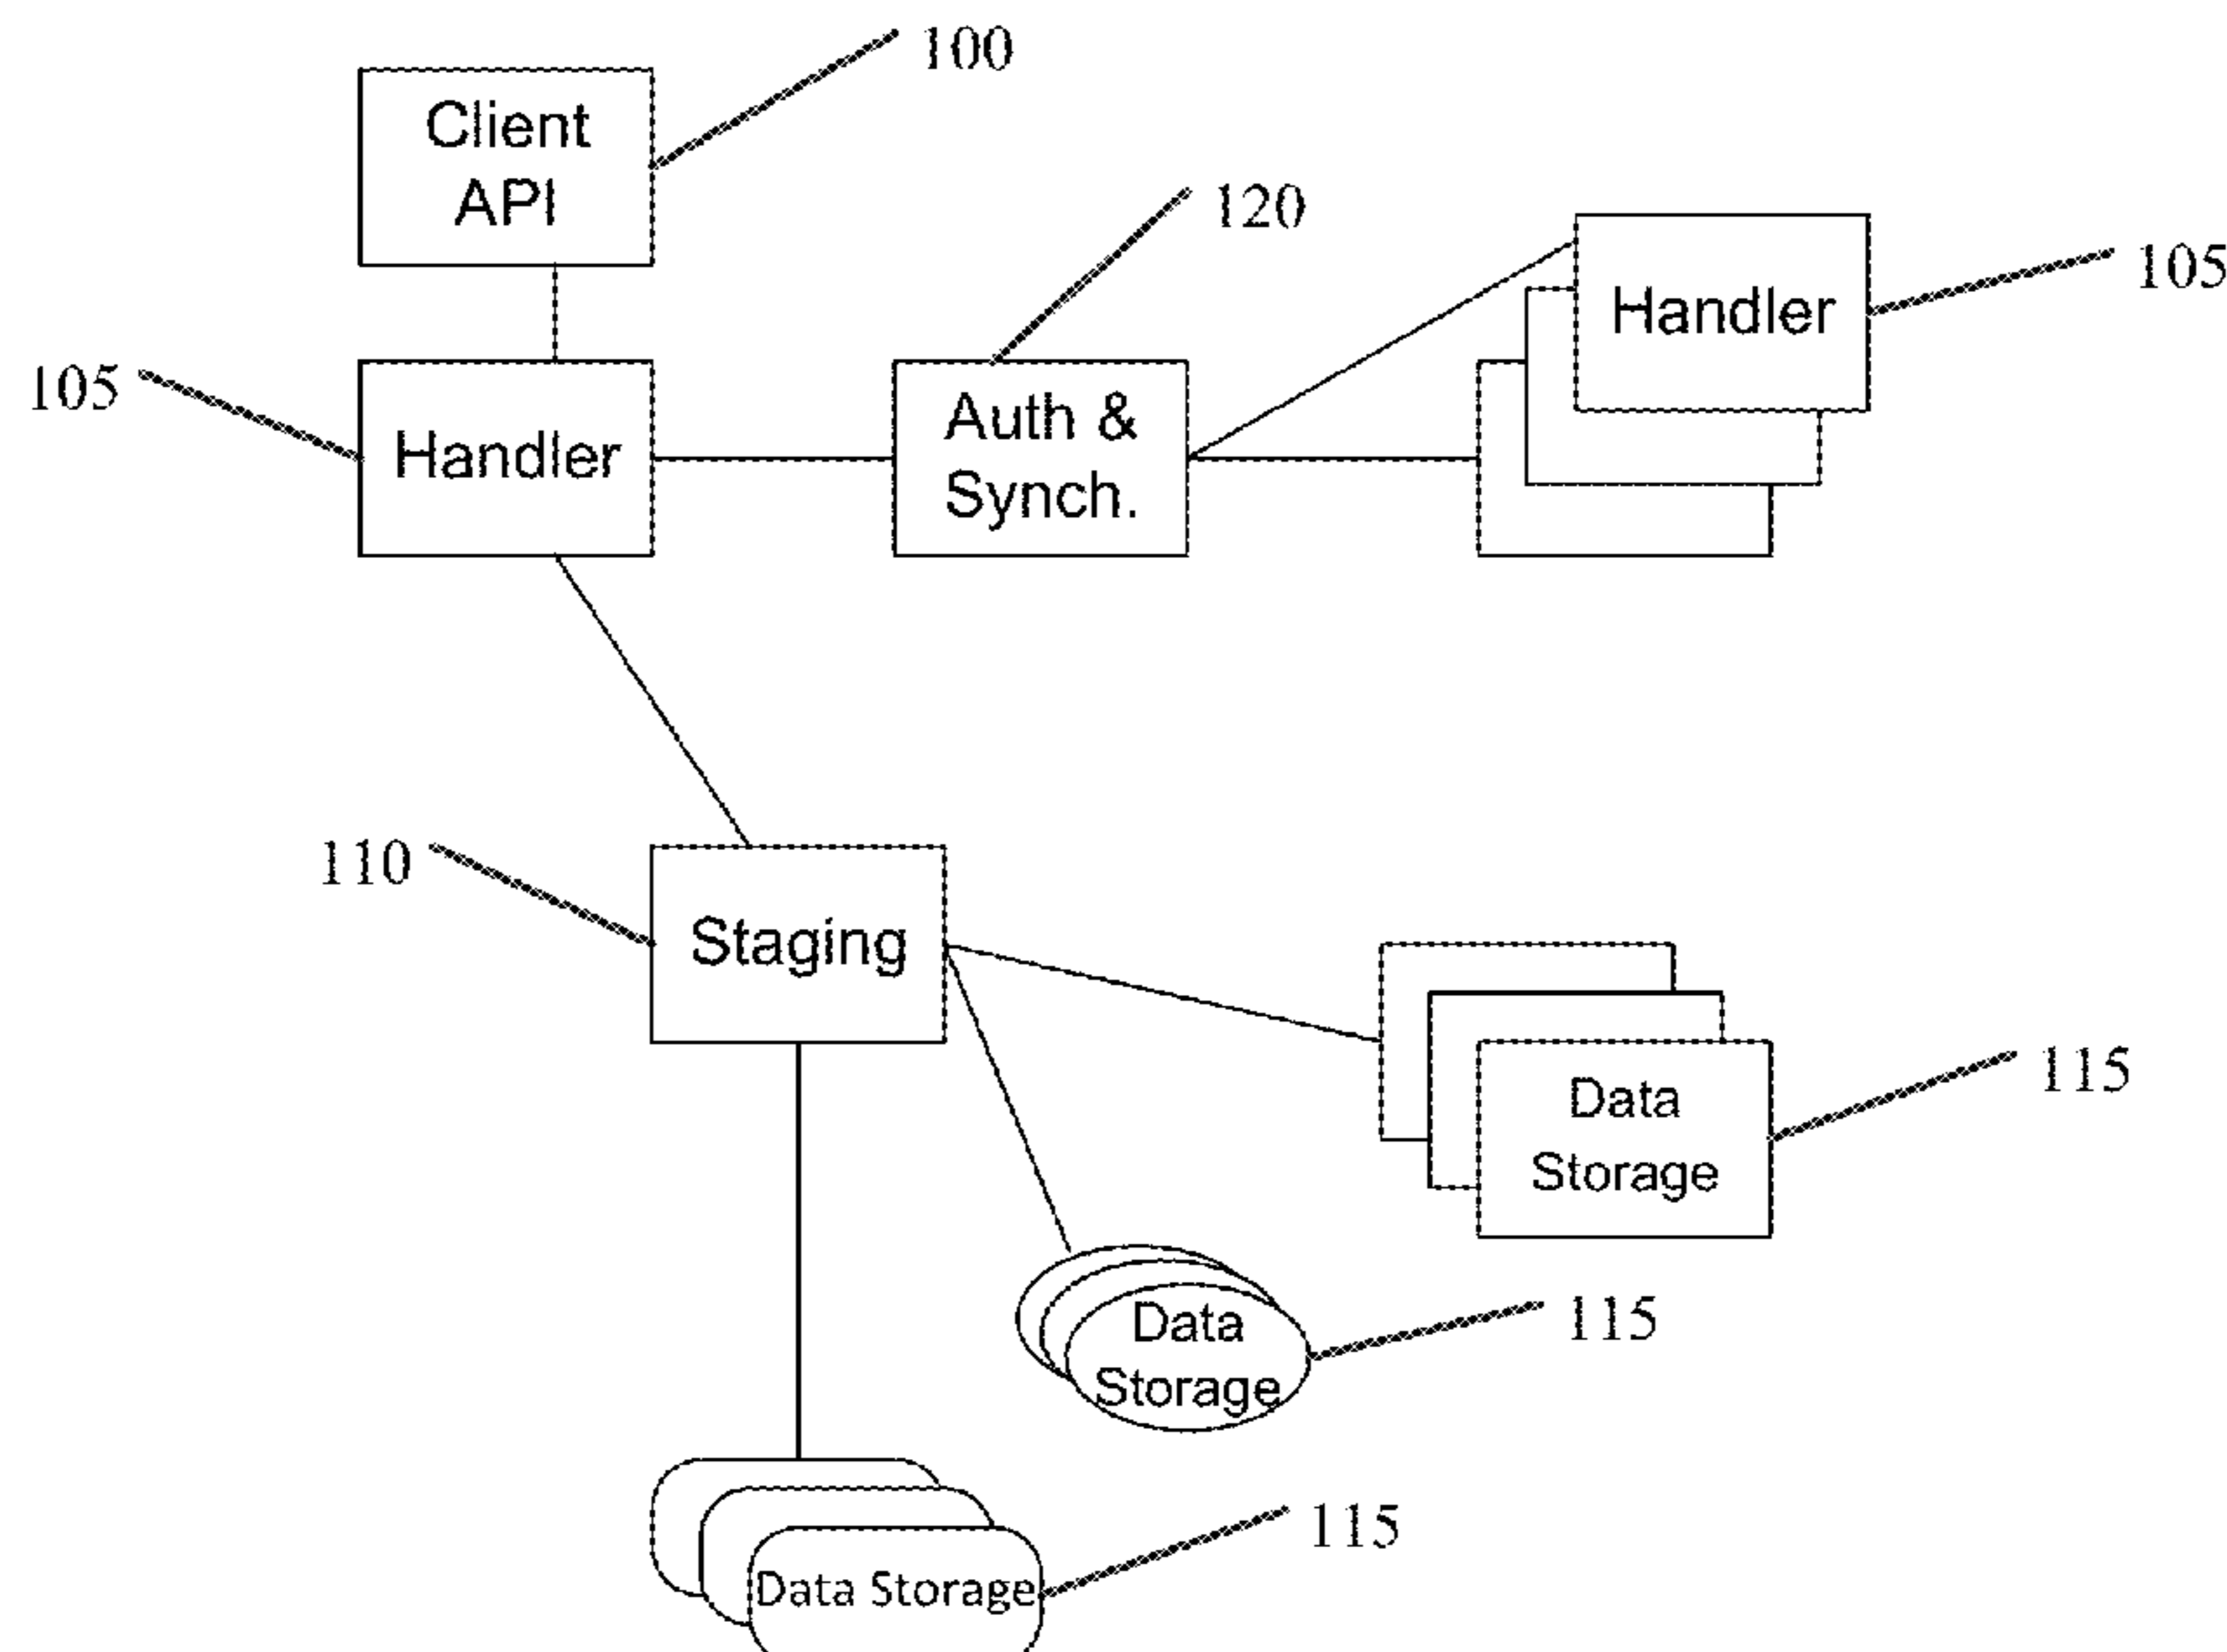 100
Client
API
120
105
Handler
105
Handler
Auth &
Synch.
110
Staging
115
Data
Storage
115
Data
Storage
115
Data Storage